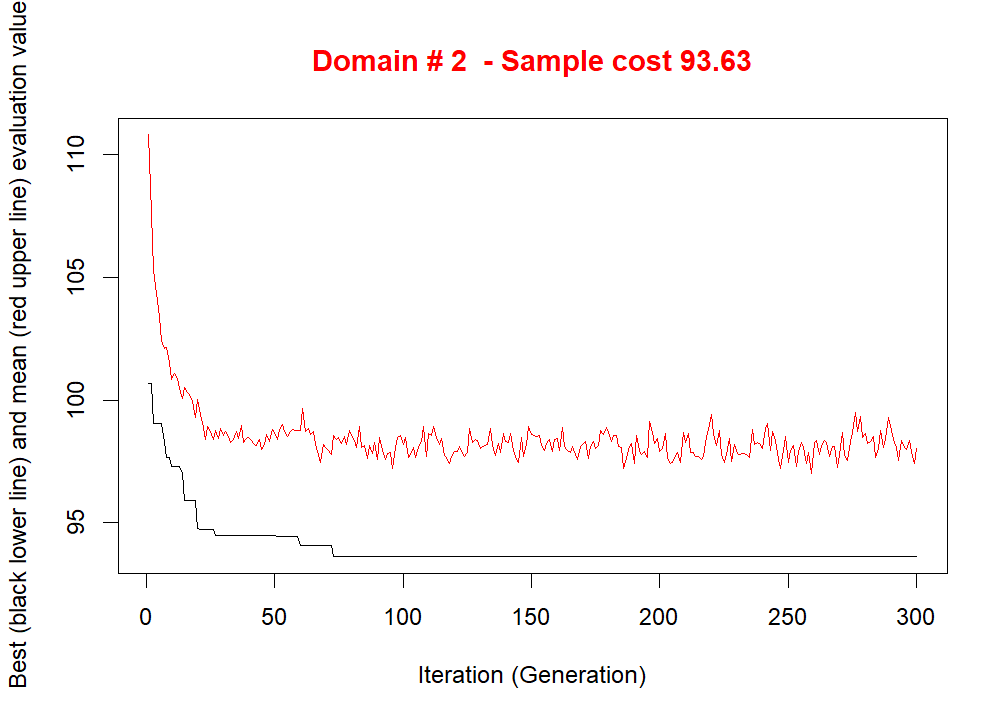 Domain # 2  - Sample cost 93.63
Best (black lower line) and mean (red upper line) evaluation value
110
105
100
95
0 50 100 150 200 250 300
Iteration (Generation)